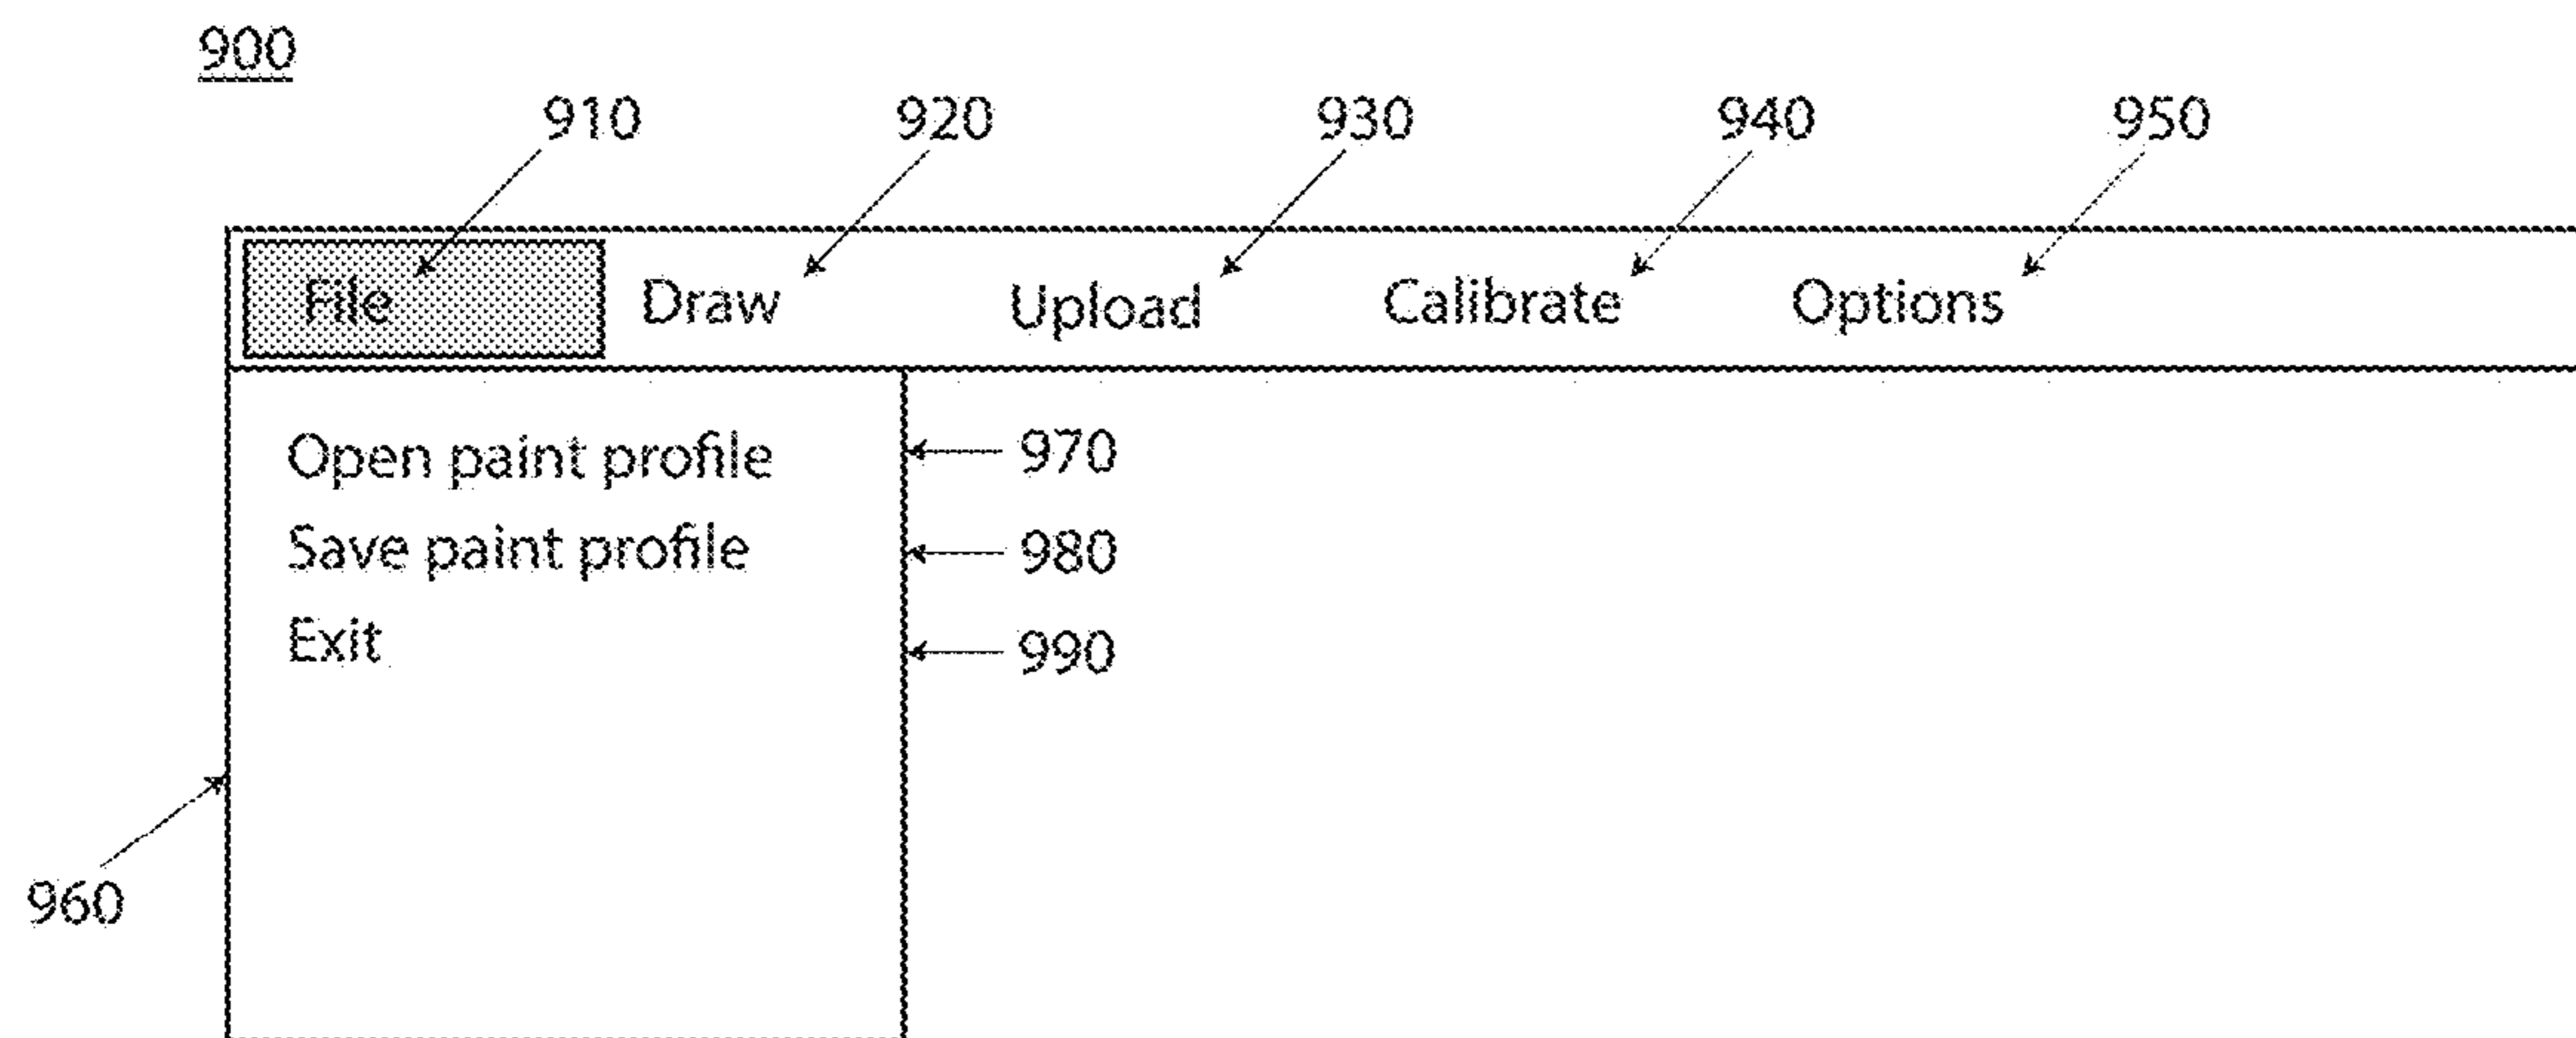 900
910 920 930 940 950
File Draw Upload Calibrate Options
Open paint profile 970
Save paint profile 980
Exit 990
960